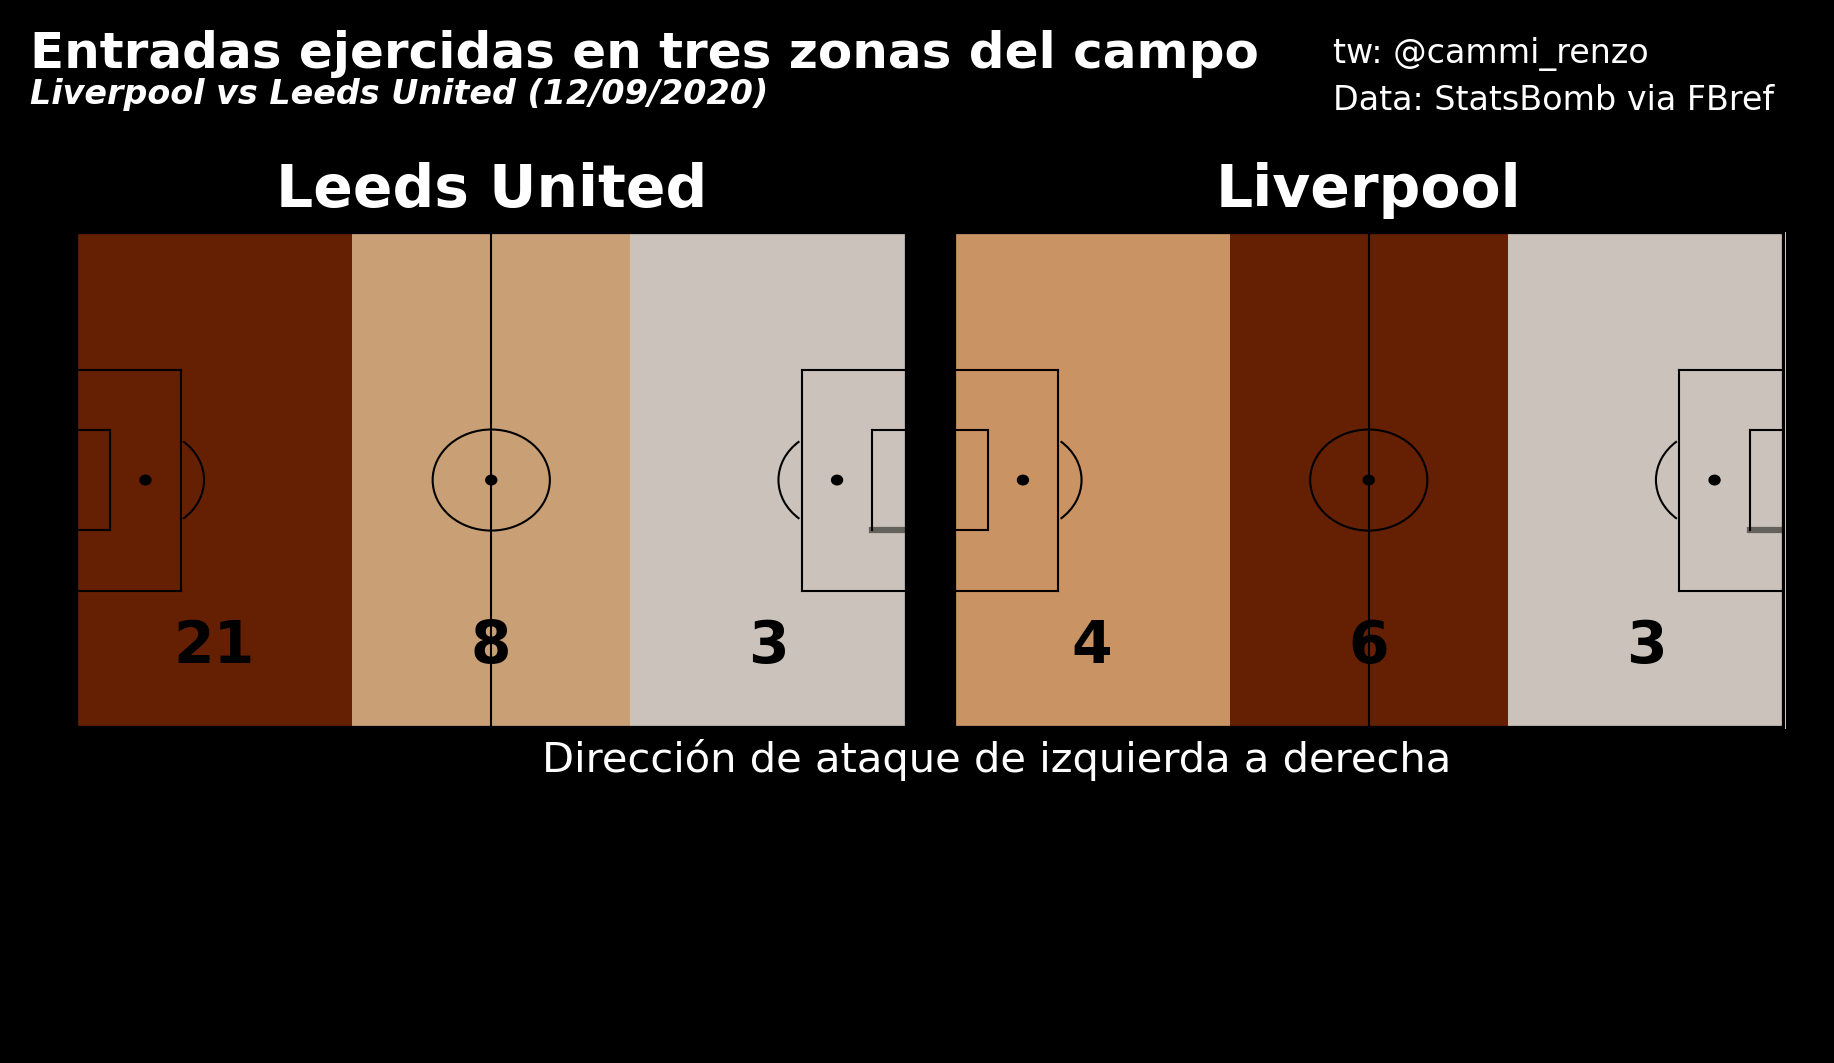 Entradas ejercidas en tres zonas del campo
Liverpool vs Leeds United (12/09/2020)
tw: @cammi_renzo
Data: StatsBomb via FBref
Leeds United
Liverpool
21 8 3
4 6 3
Dirección de ataque de izquierda a derecha